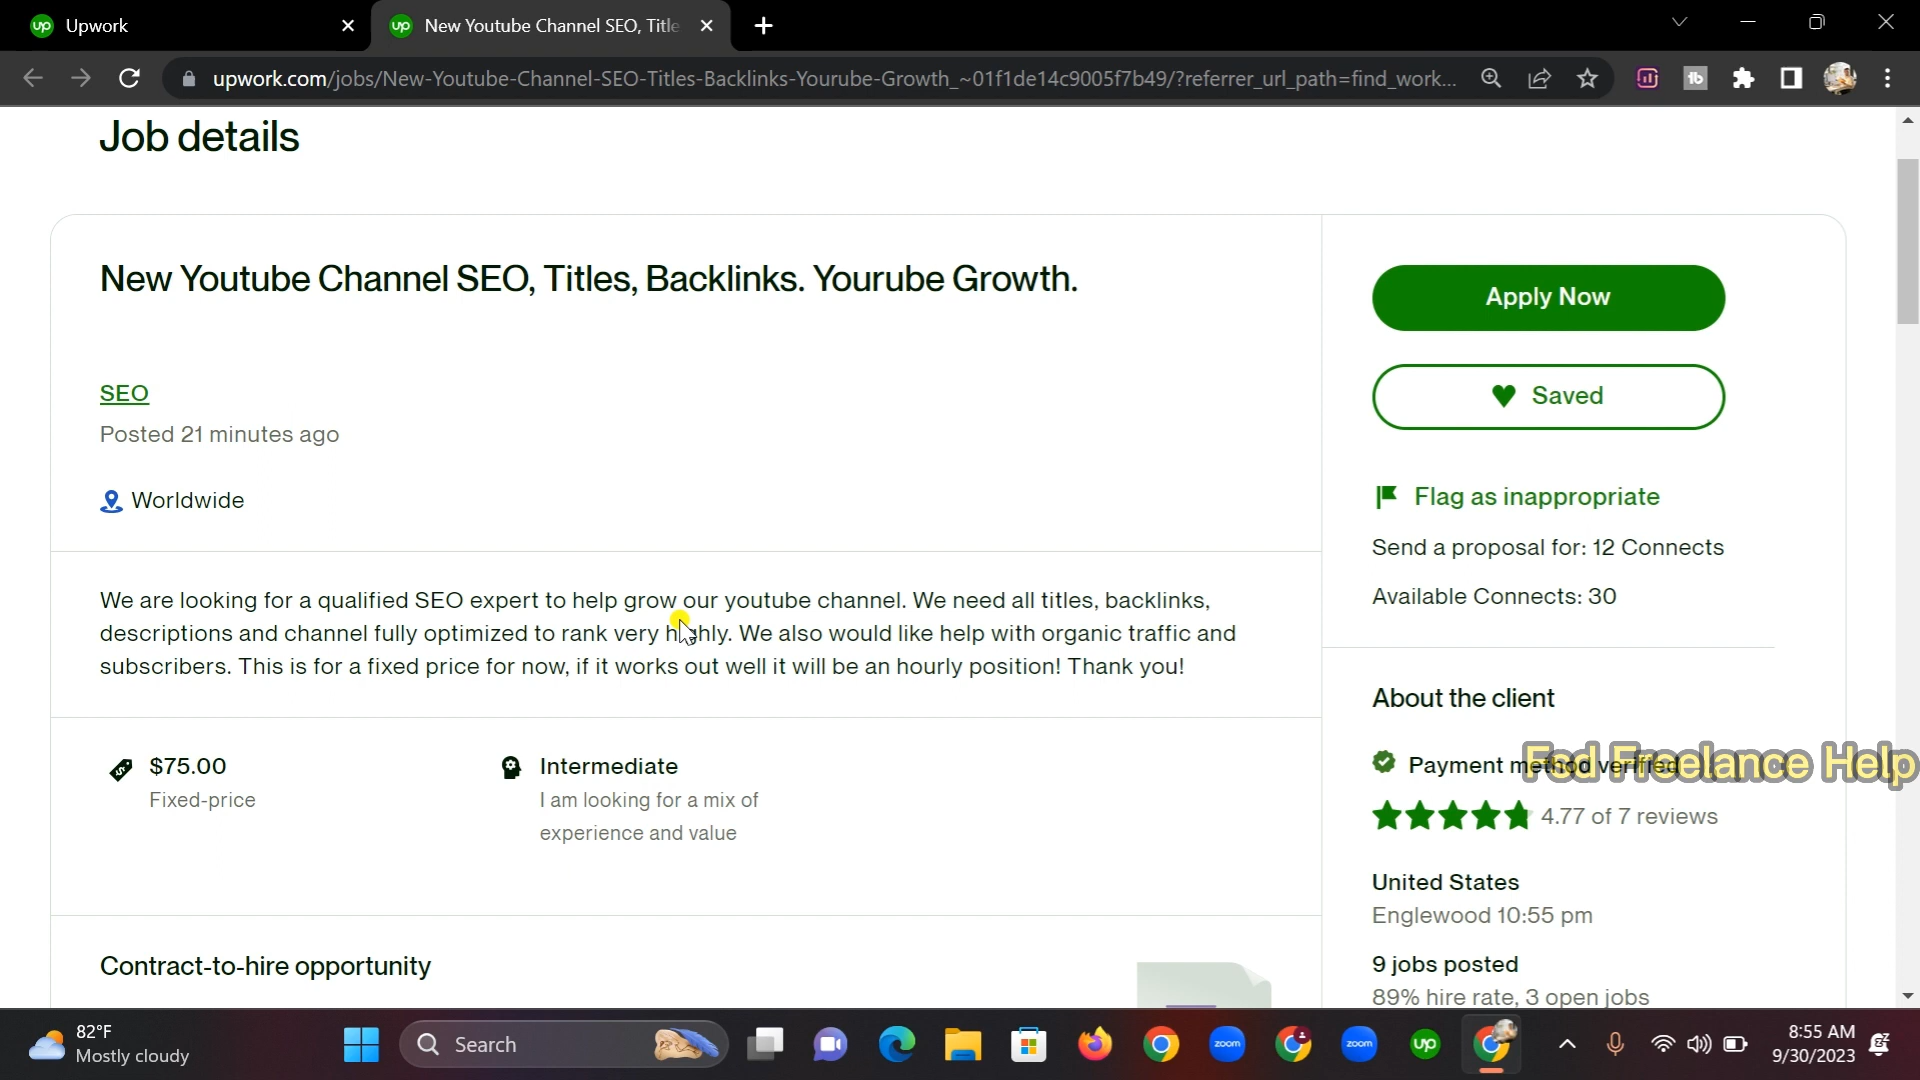 Upwork
New Youtube Channel SEO, Title
upwork.com/jobs/New-Youtube-Channel-SEO-Titles-Backlinks-Yourube-Growth_~01f1de14c9005f7b49/?referrer_url_path=find_work...
Job details
New Youtube Channel SEO, Titles, Backlinks. Yourube Growth.
SEO
Posted 21 minutes ago
Worldwide
We are looking for a qualified SEO expert to help grow our youtube channel. We need all titles, backlinks,
descriptions and channel fully optimized to rank very highly. We also would like help with organic traffic and
subscribers. This is for a fixed price for now, if it works out well it will be an hourly position! Thank you!
$75.00
Fixed-price
Intermediate
I am looking for a mix of
experience and value
Contract-to-hire opportunity
Apply Now
Saved
Flag as inappropriate
Send a proposal for: 12 Connects
Available Connects: 30
About the client
Payment method verified
Fsd Freelance Help
4.77 of 7 reviews
United States
Englewood 10:55 pm
9 jobs posted
89% hire rate, 3 open jobs
82°F
Mostly cloudy
Search
zoom
zoom
up
8:55 AM
9/30/2023